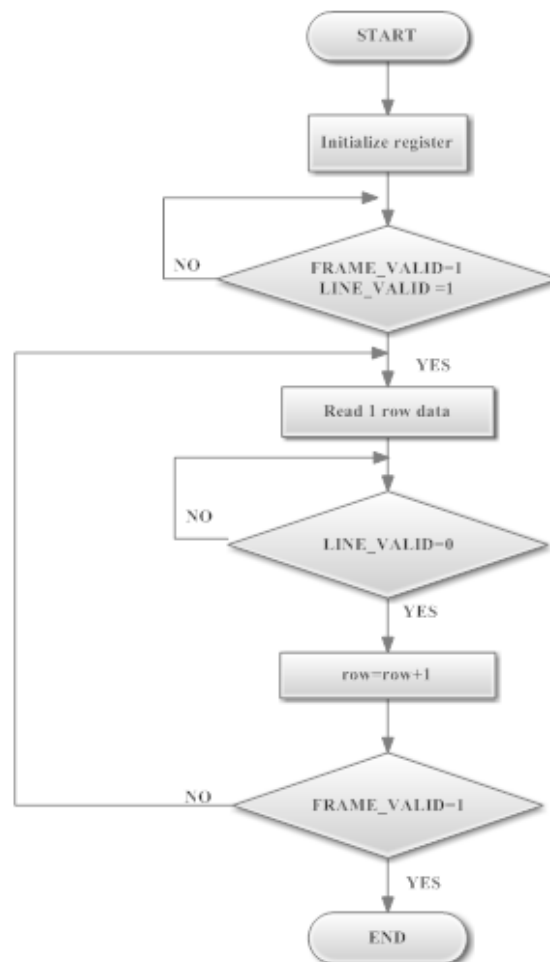 START
Initialize register
NO
FRAME_VALID=1
LINE_VALID =1
YES
Read 1 row data
NO
LINE_VALID=0
YES
row=row+1
NO
FRAME_VALID=1
YES
END